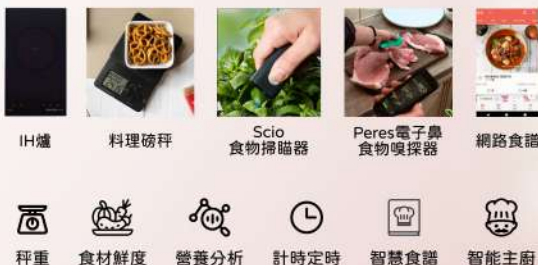 IH爐
料理磅秤
Scio
食物掃瞄器
Peres電子鼻
食物嗅探器
網路食譜
秤重
食材鮮度
營養分析
計時定時
智慧食譜
智能主廚